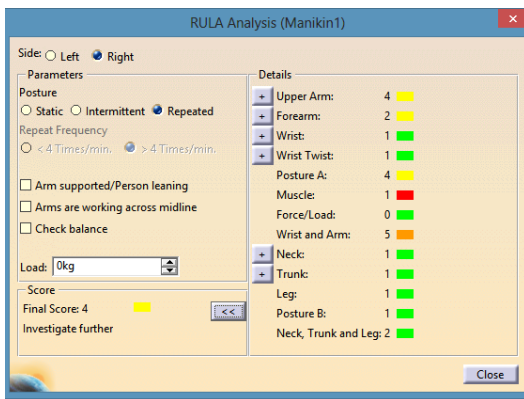 RULA Analysis (Manikin1)
Side: Left Right
Parameters
Posture
Static Intermittent Repeated
Repeat Frequency
< 4 Times/min. > 4 Times/min.
Arm supported/Person leaning
Arms are working across midline
Check balance
Load: 0kg
Score
Final Score: 4
<<
Investigate further
Details
+ Upper Arm: 4
+ Forearm: 2
+ Wrist: 1
+ Wrist Twist: 1
Posture A: 4
Muscle: 1
Force/Load: 0
Wrist and Arm: 5
+ Neck: 1
+ Trunk: 1
Leg: 1
Posture B: 1
Neck, Trunk and Leg: 2
Close